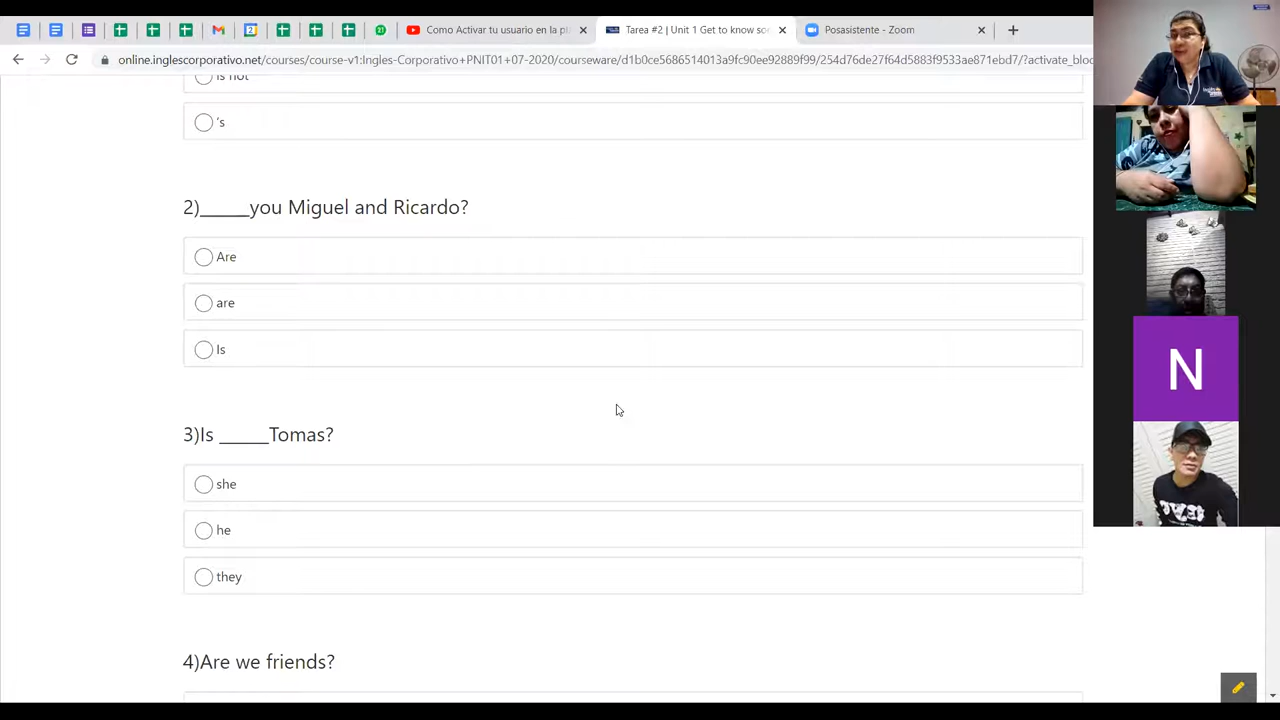 Como Activar tu usuario en la pl
Tarea #2 | Unit 1 Get to know so
Posasistente - Zoom
online.inglescorporativo.net/courses/course-v1:Ingles-Corporativo+PNIT01+07-2020/courseware/d1b0ce5686514013a9fc90ee92889f99/254d76de27f64d5883f9533ae871ebd7/?activate_bloc
is not
's
2)_____you Miguel and Ricardo?
Are
are
Is
3)Is _____Tomas?
she
he
they
4)Are we friends?
N